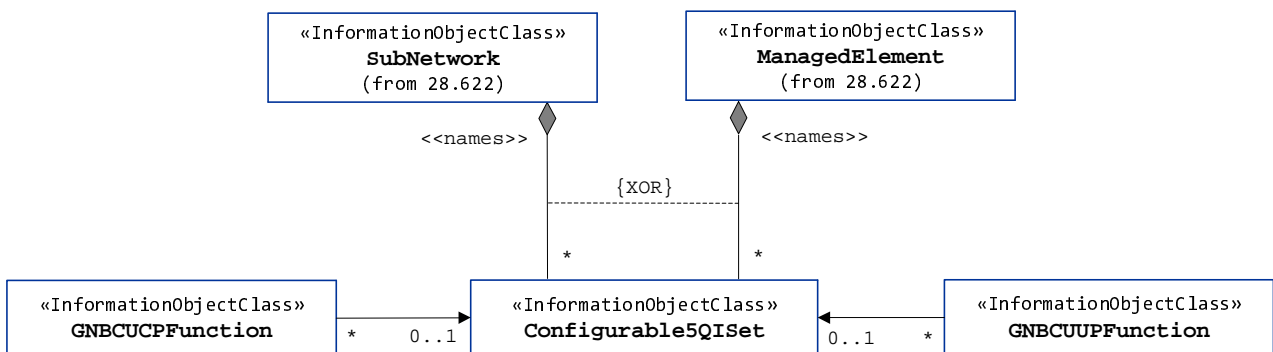 «InformationObjectClass»
SubNetwork
(from 28.622)
«InformationObjectClass»
ManagedElement
(from 28.622)
<<names>>
<<names>>
{XOR}
*
*
«InformationObjectClass»
GNBCUCPFunction
*
0..1
«InformationObjectClass»
Configurable5QISet
0..1
*
«InformationObjectClass»
GNBCUUPFunction